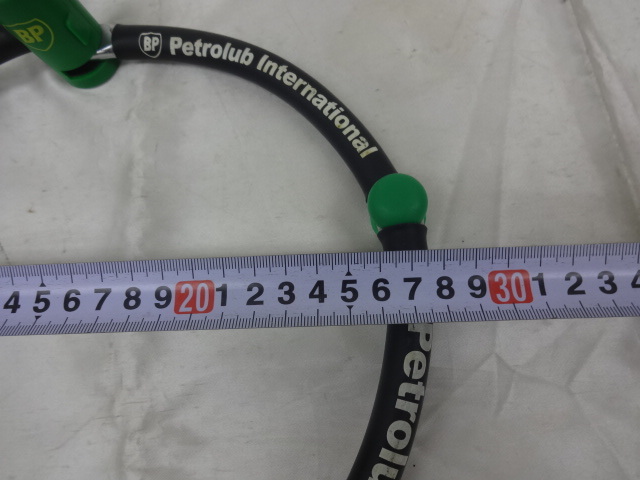 BP
BP Petrolub International
4 5 6 7 8 9 20 1 2 3 4 5 6 7 8 9 30 1 2 3 4
Petrolu